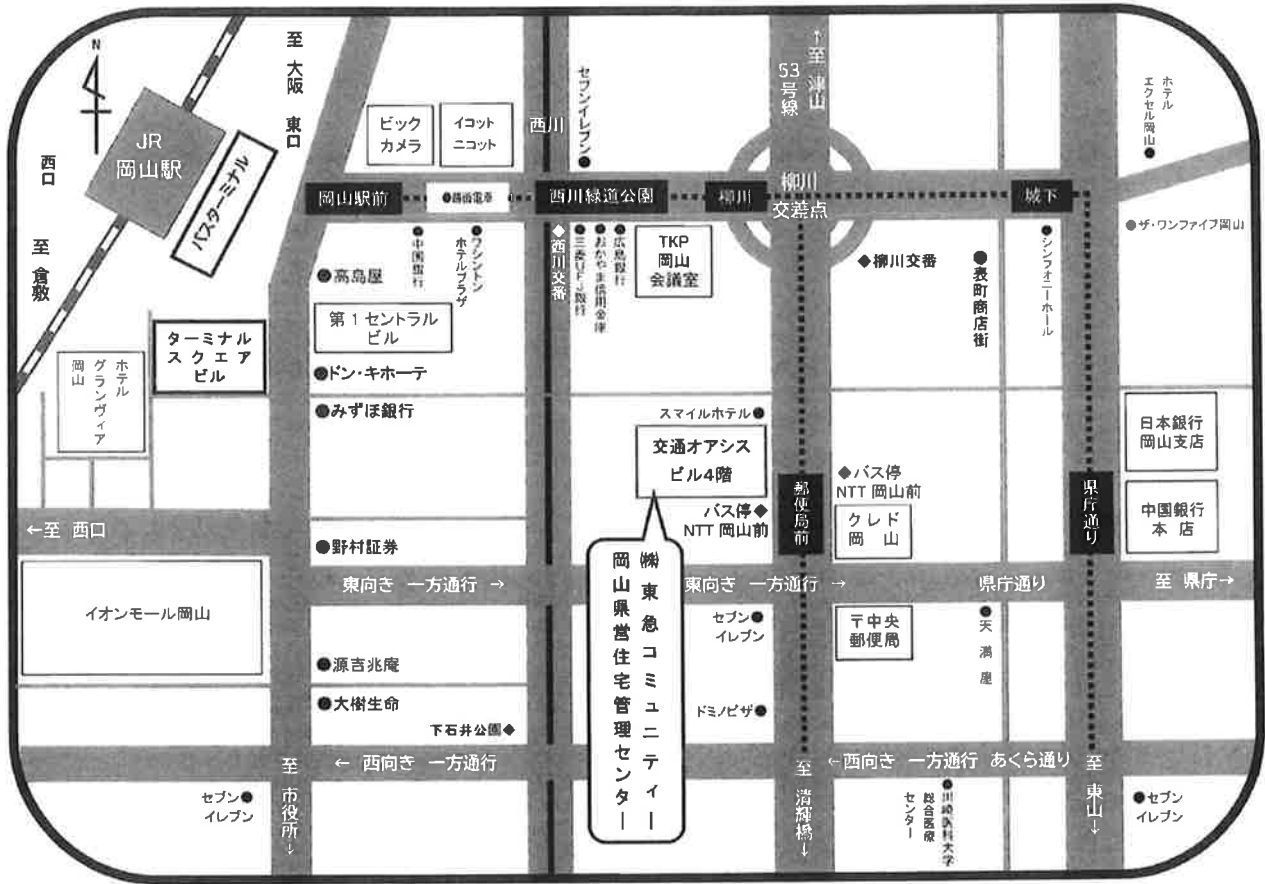 N
至 大阪
東口
JR
岡山駅
西口
至 倉敷
バスターミナル
ビック
カメラ
イコット
ニコット
西川
セブンイレブン●
53号線
↑至 津山
ホテル
エクセル岡山●
岡山駅前
●路面電車
西川緑道公園
柳川
柳川
交差点
城下
●ザ・ワンファイブ岡山
●高島屋
●中国銀行
●ワシントン
ホテルプラザ
◆西川交番
●三菱UFJ銀行
●おかやま信用金庫
●広島銀行
TKP
岡山
会議室
◆柳川交番
●表町商店街
●シンフォニーホール
第1セントラル
ビル
ターミナル
スクエア
ビル
ホテル
グランヴィア
岡山
●ドン・キホーテ
●みずほ銀行
スマイルホテル●
交通オアシス
ビル4階
日本銀行
岡山支店
◆バス停
NTT 岡山前
バス停◆
NTT 岡山前
郵便局前
クレド
岡山
県庁通り
中国銀行
本店
←至 西口
●野村証券
東向き 一方通行 →
東向き 一方通行 →
県庁通り
至 県庁→
イオンモール岡山
㈱東急コミュニティー
岡山県営住宅管理センター
セブン●
イレブン
〒中央
郵便局
●天満屋
●源吉兆庵
●大樹生命
ドミノピザ●
下石井公園◆
← 西向き 一方通行
←西向き 一方通行 あくら通り
至 市役所↓
至 清輝橋↓
至 東山↓
セブン●
イレブン
●川崎医科大学
総合医療
センター
●セブン
イレブン